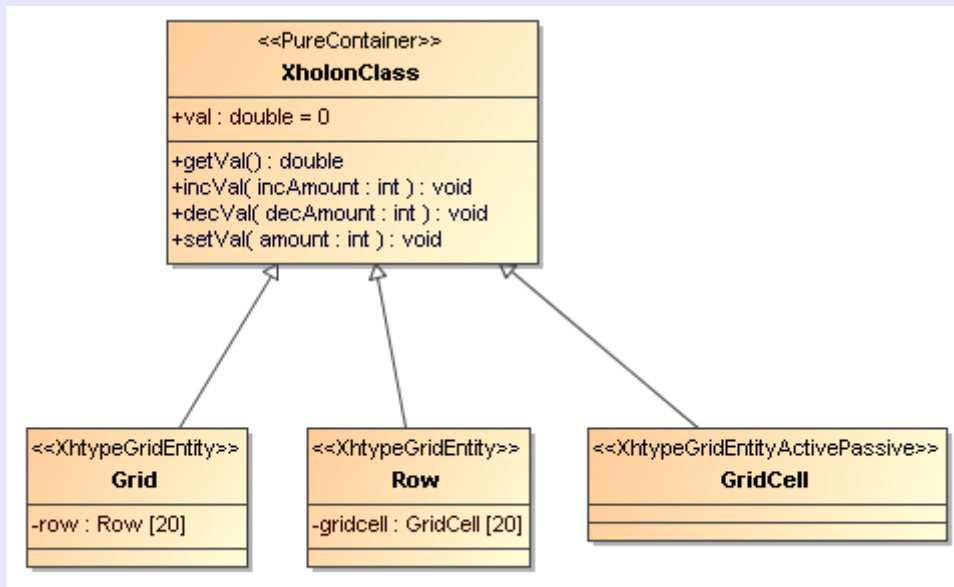 <<PureContainer>>
XholonClass
+val : double = 0
+getVal() : double
+incVal( incAmount : int ) : void
+decVal( decAmount : int ) : void
+setVal( amount : int ) : void
<<XhtypeGridEntity>>
Grid
-row : Row [20]
<<XhtypeGridEntity>>
Row
-gridcell : GridCell [20]
<<XhtypeGridEntityActivePassive>>
GridCell